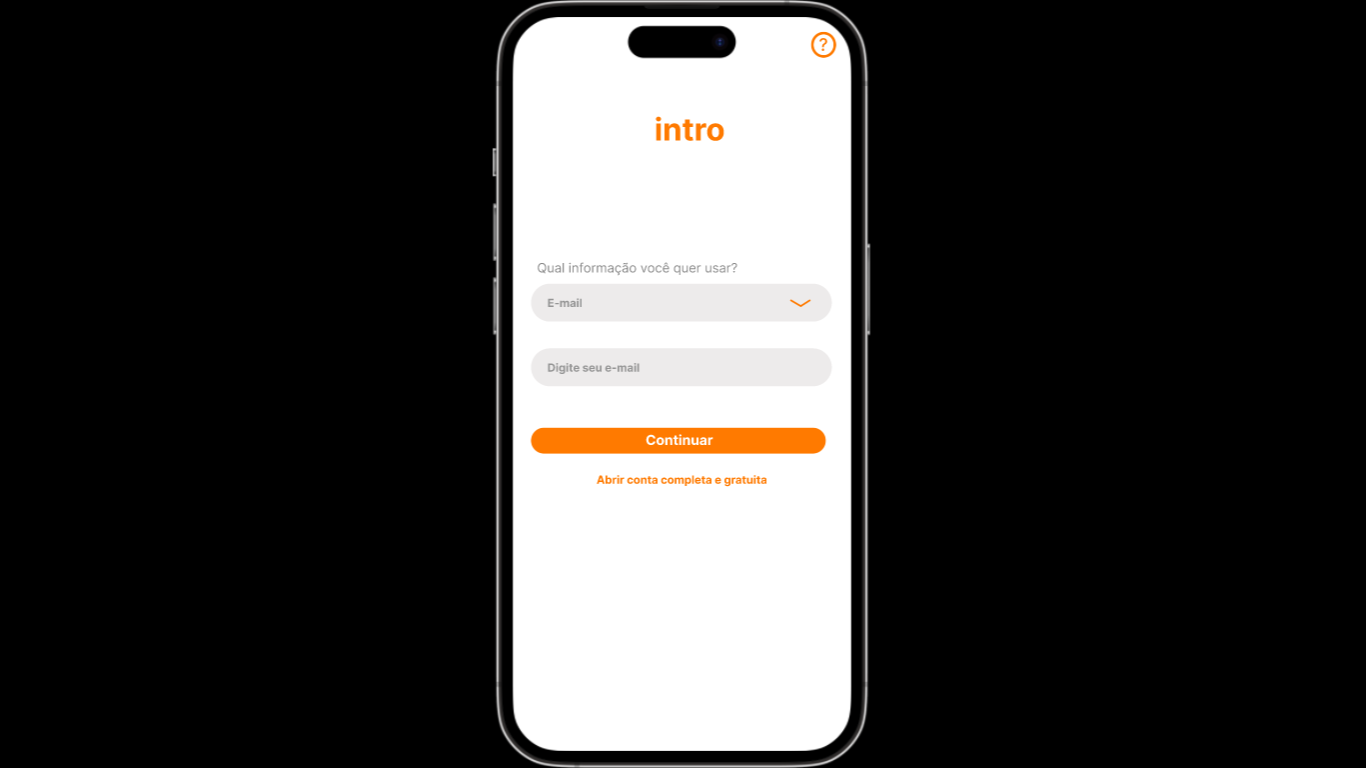 ?
intro
Qual informação você quer usar?
E-mail
Digite seu e-mail
Continuar
Abrir conta completa e gratuita